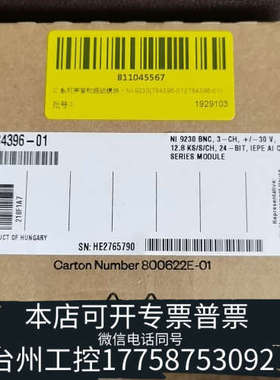 811045567
1929103
84396-01
NI 9230 BNC, 3-CH, +/-30 V,
12.8 KS/S/CH, 24-BIT, IEPE AI C
SERIES MODULE
218F1A7
UCT OF HUNGARY
SN: HE2765790
Representative
Carton Number 800622E-01
本店可开专票普票
微信电话同号
台州工控17758753092